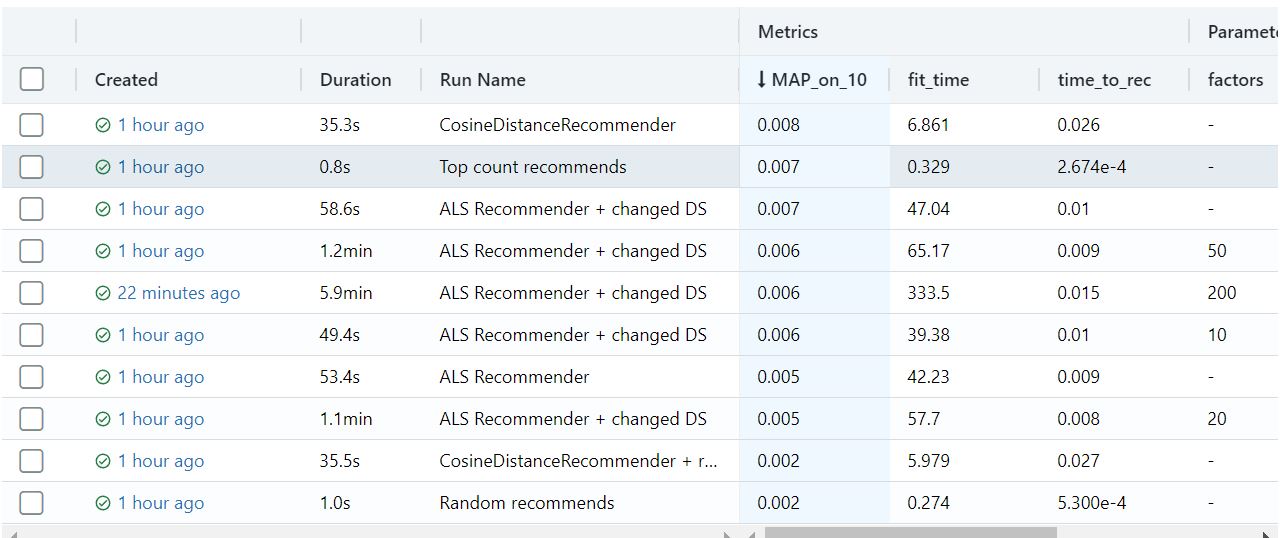 Metrics Paramet
Created Duration Run Name ↓ MAP_on_10 fit_time time_to_rec factors
1 hour ago 35.3s CosineDistanceRecommender 0.008 6.861 0.026 -
1 hour ago 0.8s Top count recommends 0.007 0.329 2.674e-4 -
1 hour ago 58.6s ALS Recommender + changed DS 0.007 47.04 0.01 -
1 hour ago 1.2min ALS Recommender + changed DS 0.006 65.17 0.009 50
22 minutes ago 5.9min ALS Recommender + changed DS 0.006 333.5 0.015 200
1 hour ago 49.4s ALS Recommender + changed DS 0.006 39.38 0.01 10
1 hour ago 53.4s ALS Recommender 0.005 42.23 0.009 -
1 hour ago 1.1min ALS Recommender + changed DS 0.005 57.7 0.008 20
1 hour ago 35.5s CosineDistanceRecommender + r... 0.002 5.979 0.027 -
1 hour ago 1.0s Random recommends 0.002 0.274 5.300e-4 -